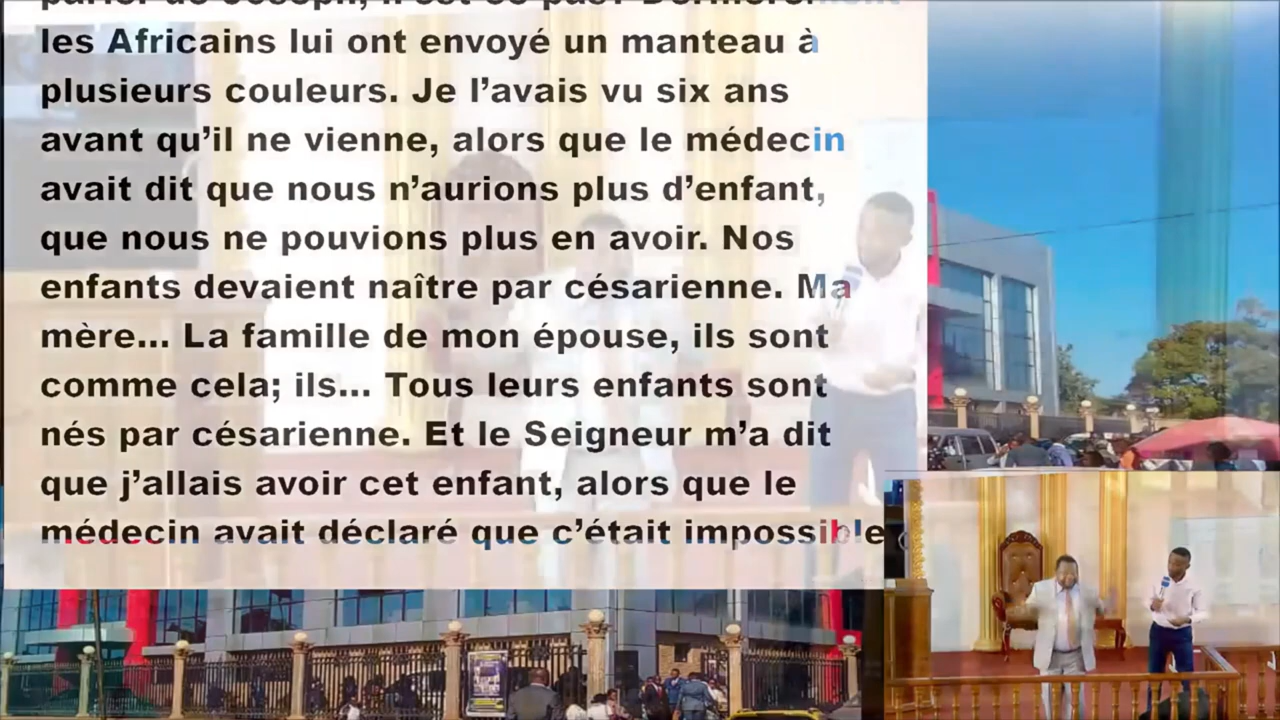 les Africains lui ont envoyé un manteau à
plusieurs couleurs. Je l’avais vu six ans
avant qu’il ne vienne, alors que le médecin
avait dit que nous n’aurions plus d’enfant,
que nous ne pouvions plus en avoir. Nos
enfants devaient naître par césarienne. Ma
mère... La famille de mon épouse, ils sont
comme cela; ils... Tous leurs enfants sont
nés par césarienne. Et le Seigneur m’a dit
que j’allais avoir cet enfant, alors que le
médecin avait déclaré que c’était impossible